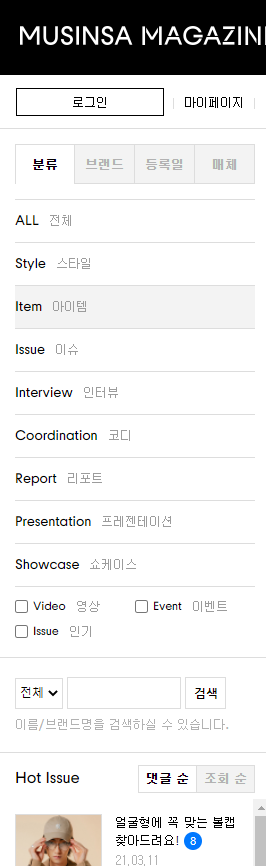 MUSINSA MAGAZIN
로그인 마이페이지
분류 브랜드 등록일 매체
ALL 전체
Style 스타일
Item 아이템
Issue 이슈
Interview 인터뷰
Coordination 코디
Report 리포트
Presentation 프레젠테이션
Showcase 쇼케이스
Video 영상 Event 이벤트
Issue 인기
전체 검색
이름/브랜드명을 검색하실 수 있습니다.
Hot Issue 댓글 순 조회 순
얼굴형에 꼭 맞는 볼캡
찾아드려요! 8
21.03.11